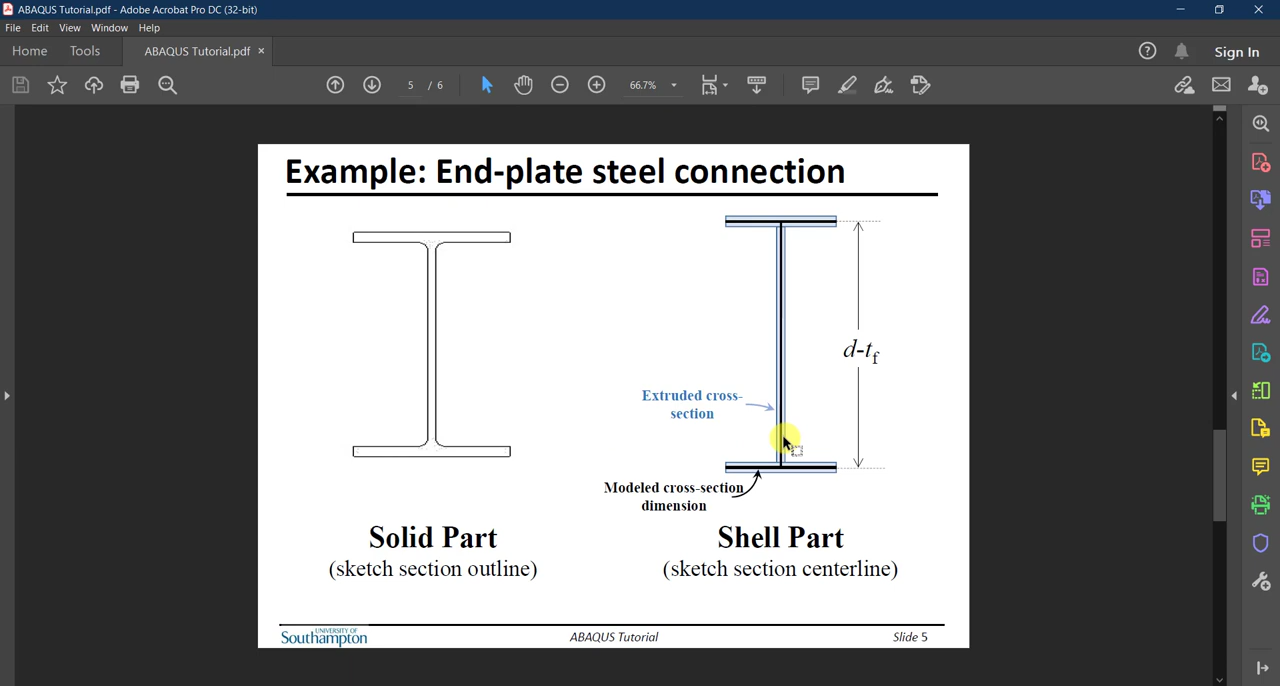 ABAQUS Tutorial.pdf - Adobe Acrobat Pro DC (32-bit)
File Edit View Window Help
Home Tools ABAQUS Tutorial.pdf × Sign In
5 / 6 66.7%
Example: End-plate steel connection
d-tf
Extruded cross-
section
Modeled cross-section
dimension
Solid Part
(sketch section outline)
Shell Part
(sketch section centerline)
UNIVERSITY OF
Southampton
ABAQUS Tutorial
Slide 5